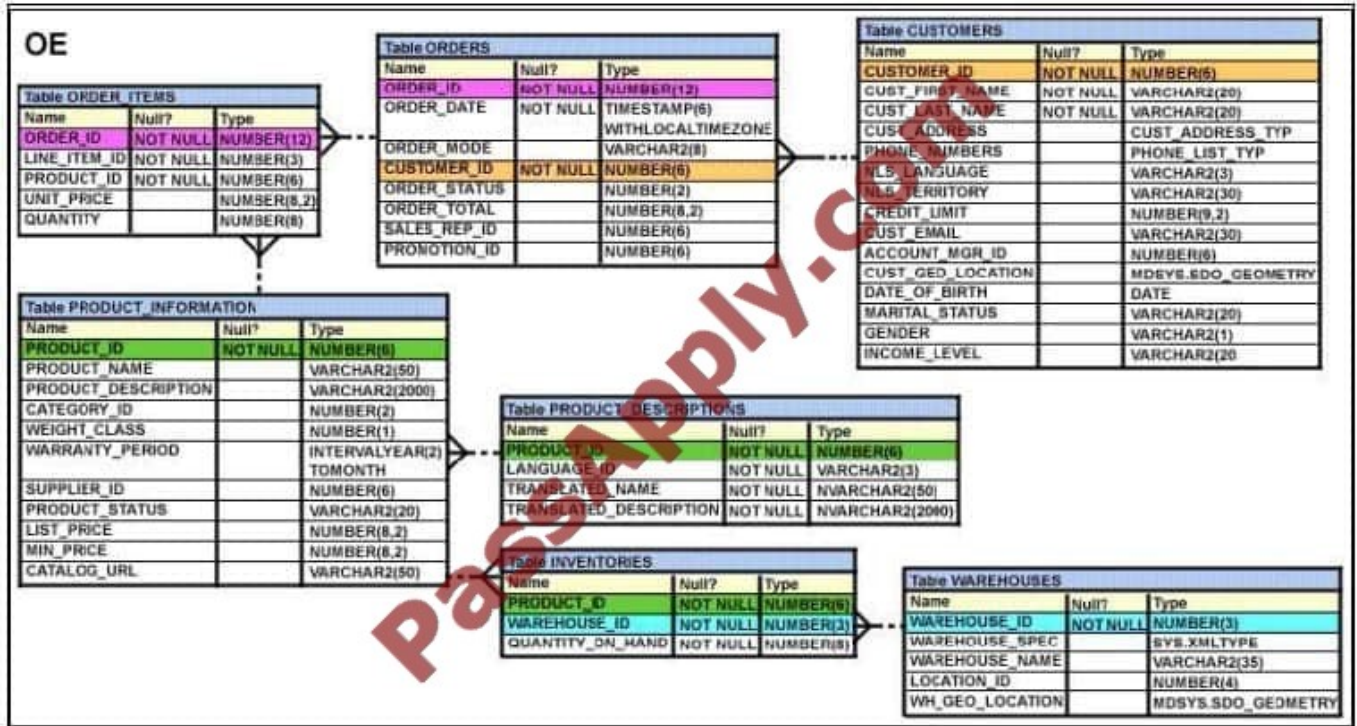 OE
Table ORDER_ITEMS
Name Null? Type
ORDER_ID NOT NULL NUMBER(12)
LINE_ITEM_ID NOT NULL NUMBER(3)
PRODUCT_ID NOT NULL NUMBER(6)
UNIT_PRICE NUMBER(8,2)
QUANTITY NUMBER(8)
Table ORDERS
Name Null? Type
ORDER_ID NOT NULL NUMBER(12)
ORDER_DATE NOT NULL TIMESTAMP(6)
WITHLOCALTIMEZONE
ORDER_MODE VARCHAR2(8)
CUSTOMER_ID NOT NULL NUMBER(6)
ORDER_STATUS NUMBER(2)
ORDER_TOTAL NUMBER(8,2)
SALES_REP_ID NUMBER(6)
PROMOTION_ID NUMBER(6)
Table CUSTOMERS
Name Null? Type
CUSTOMER_ID NOT NULL NUMBER(6)
CUST_FIRST_NAME NOT NULL VARCHAR2(20)
CUST_LAST_NAME NOT NULL VARCHAR2(20)
CUST_ADDRESS CUST_ADDRESS_TYP
PHONE_NUMBERS PHONE_LIST_TYP
NLS_LANGUAGE VARCHAR2(3)
NLS_TERRITORY VARCHAR2(30)
CREDIT_LIMIT NUMBER(9,2)
CUST_EMAIL VARCHAR2(30)
ACCOUNT_MGR_ID NUMBER(6)
CUST_GEO_LOCATION MDSYS.SDO_GEOMETRY
DATE_OF_BIRTH DATE
MARITAL_STATUS VARCHAR2(20)
GENDER VARCHAR2(1)
INCOME_LEVEL VARCHAR2(20
Table PRODUCT_INFORMATION
Name Null? Type
PRODUCT_ID NOT NULL NUMBER(6)
PRODUCT_NAME VARCHAR2(50)
PRODUCT_DESCRIPTION VARCHAR2(2000)
CATEGORY_ID NUMBER(2)
WEIGHT_CLASS NUMBER(1)
WARRANTY_PERIOD INTERVALYEAR(2)
TOMONTH
SUPPLIER_ID NUMBER(6)
PRODUCT_STATUS VARCHAR2(20)
LIST_PRICE NUMBER(8,2)
MIN_PRICE NUMBER(8,2)
CATALOG_URL VARCHAR2(50)
Table PRODUCT_DESCRIPTIONS
Name Null? Type
PRODUCT_ID NOT NULL NUMBER(6)
LANGUAGE_ID NOT NULL VARCHAR2(3)
TRANSLATED_NAME NOT NULL NVARCHAR2(50)
TRANSLATED_DESCRIPTION NOT NULL NVARCHAR2(2000)
Table INVENTORIES
Name Null? Type
PRODUCT_ID NOT NULL NUMBER(6)
WAREHOUSE_ID NOT NULL NUMBER(3)
QUANTITY_ON_HAND NOT NULL NUMBER(8)
Table WAREHOUSES
Name Null? Type
WAREHOUSE_ID NOT NULL NUMBER(3)
WAREHOUSE_SPEC SYS.XMLTYPE
WAREHOUSE_NAME VARCHAR2(35)
LOCATION_ID NUMBER(4)
WH_GEO_LOCATION MDSYS.SDO_GEOMETRY
PassApply.com